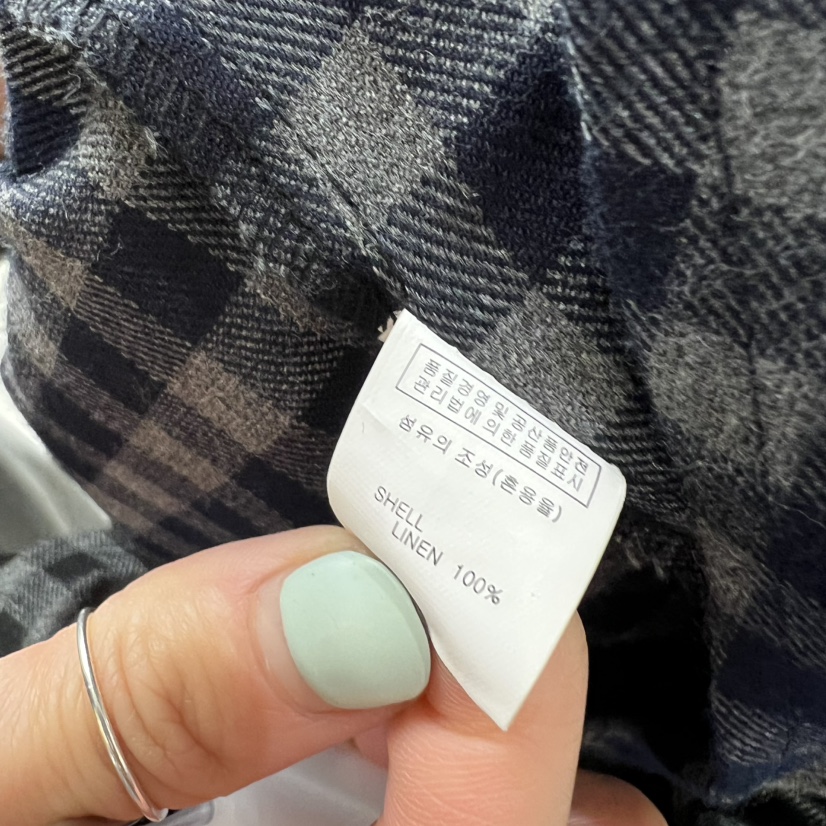 품질경영및공산품안전
관리법에의한품질표시
섬유의 조성(혼용율)
SHELL
LINEN 100%